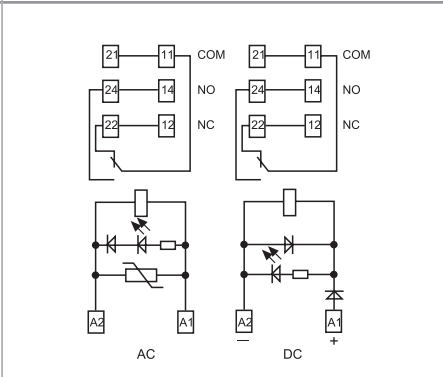 21 11 COM 21 11 COM
24 14 NO 24 14 NO
22 12 NC 22 12 NC
A2 A1 A2 A1
— +
AC DC